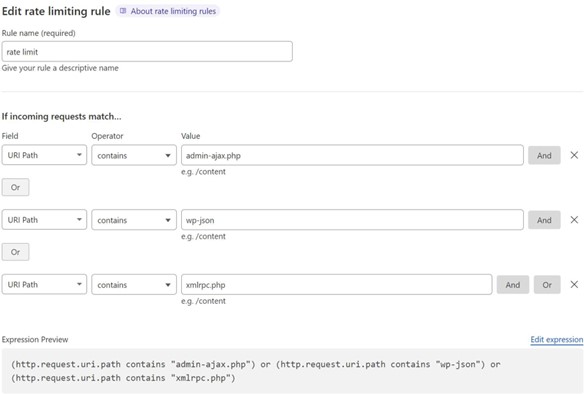 Edit rate limiting rule About rate limiting rules
Rule name (required)
rate limit
Give your rule a descriptive name
If incoming requests match...
Field Operator Value
URI Path contains admin-ajax.php And
e.g. /content
Or
URI Path contains wp-json And
e.g. /content
Or
URI Path contains xmlrpc.php And Or
e.g. /content
Expression Preview Edit expression
(http.request.uri.path contains "admin-ajax.php") or (http.request.uri.path contains "wp-json") or
(http.request.uri.path contains "xmlrpc.php")